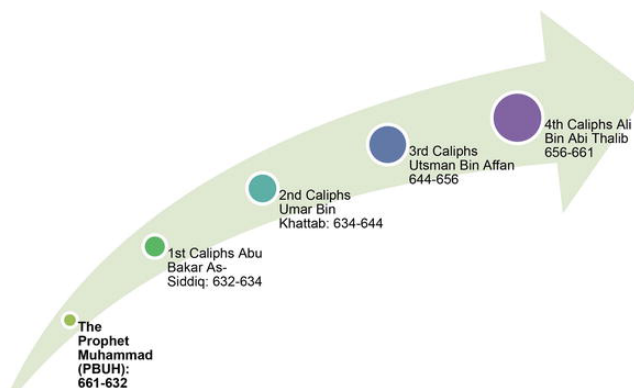 The
Prophet
Muhammad
(PBUH):
661-632
1st Caliphs Abu
Bakar As-
Siddiq: 632-634
2nd Caliphs
Umar Bin
Khattab: 634-644
3rd Caliphs
Utsman Bin Affan
644-656
4th Caliphs Ali
Bin Abi Thalib
656-661